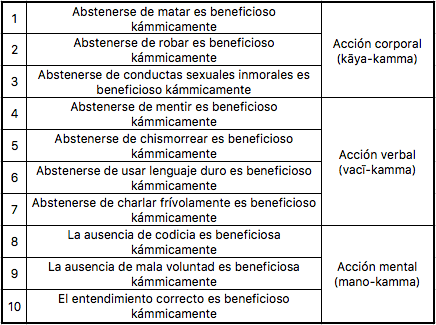 1
Abstenerse de matar es beneficioso
kámmicamente
2
Abstenerse de robar es beneficioso
kámmicamente
3
Abstenerse de conductas sexuales inmorales es
beneficioso kámmicamente
Acción corporal
(kāya-kamma)
4
Abstenerse de mentir es beneficioso
kámmicamente
5
Abstenerse de chismorrear es beneficioso
kámmicamente
6
Abstenerse de usar lenguaje duro es beneficioso
kámmicamente
7
Abstenerse de charlar frívolamente es beneficioso
kámmicamente
Acción verbal
(vacī-kamma)
8
La ausencia de codicia es beneficiosa
kámmicamente
9
La ausencia de mala voluntad es beneficiosa
kámmicamente
10
El entendimiento correcto es beneficioso
kámmicamente
Acción mental
(mano-kamma)